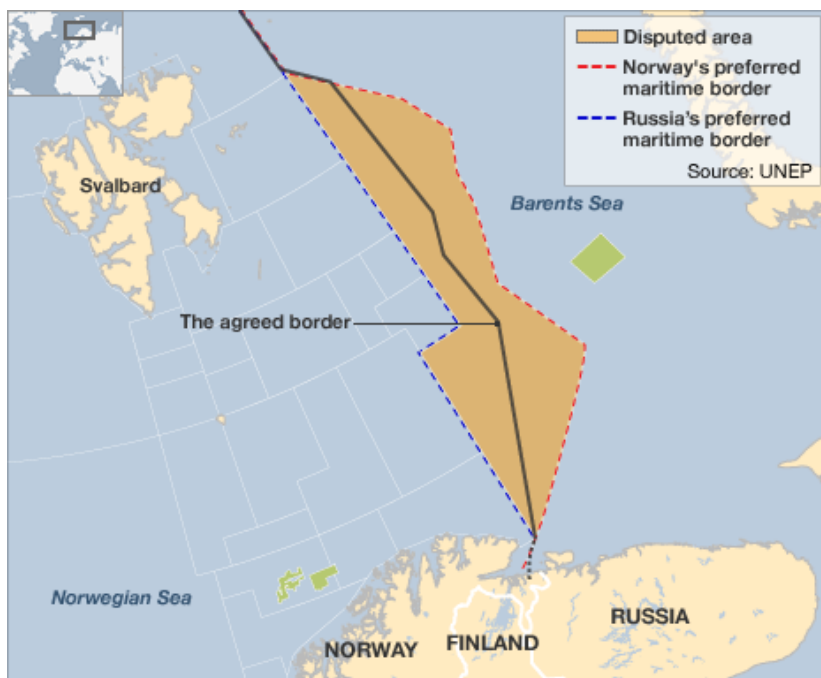 Disputed area
Norway's preferred
maritime border
Russia's preferred
maritime border
Source: UNEP
Svalbard
Barents Sea
The agreed border
Norwegian Sea
NORWAY
FINLAND
RUSSIA